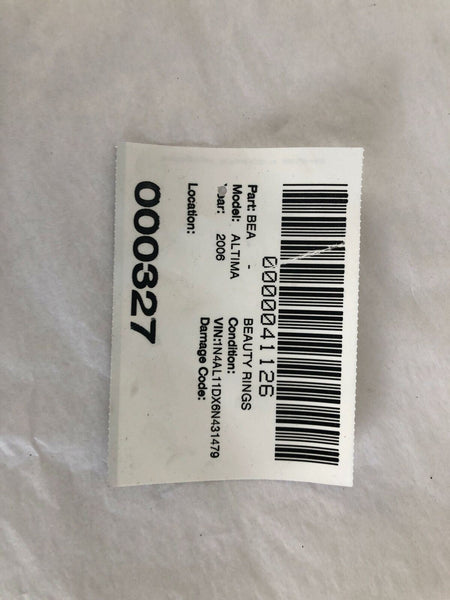 0000041126
Part: BEA - BEAUTY RINGS
Model: ALTIMA Condition:
Year: 2006 VIN:1N4AL11DX6N431479
Damage Code:
Location:
000327